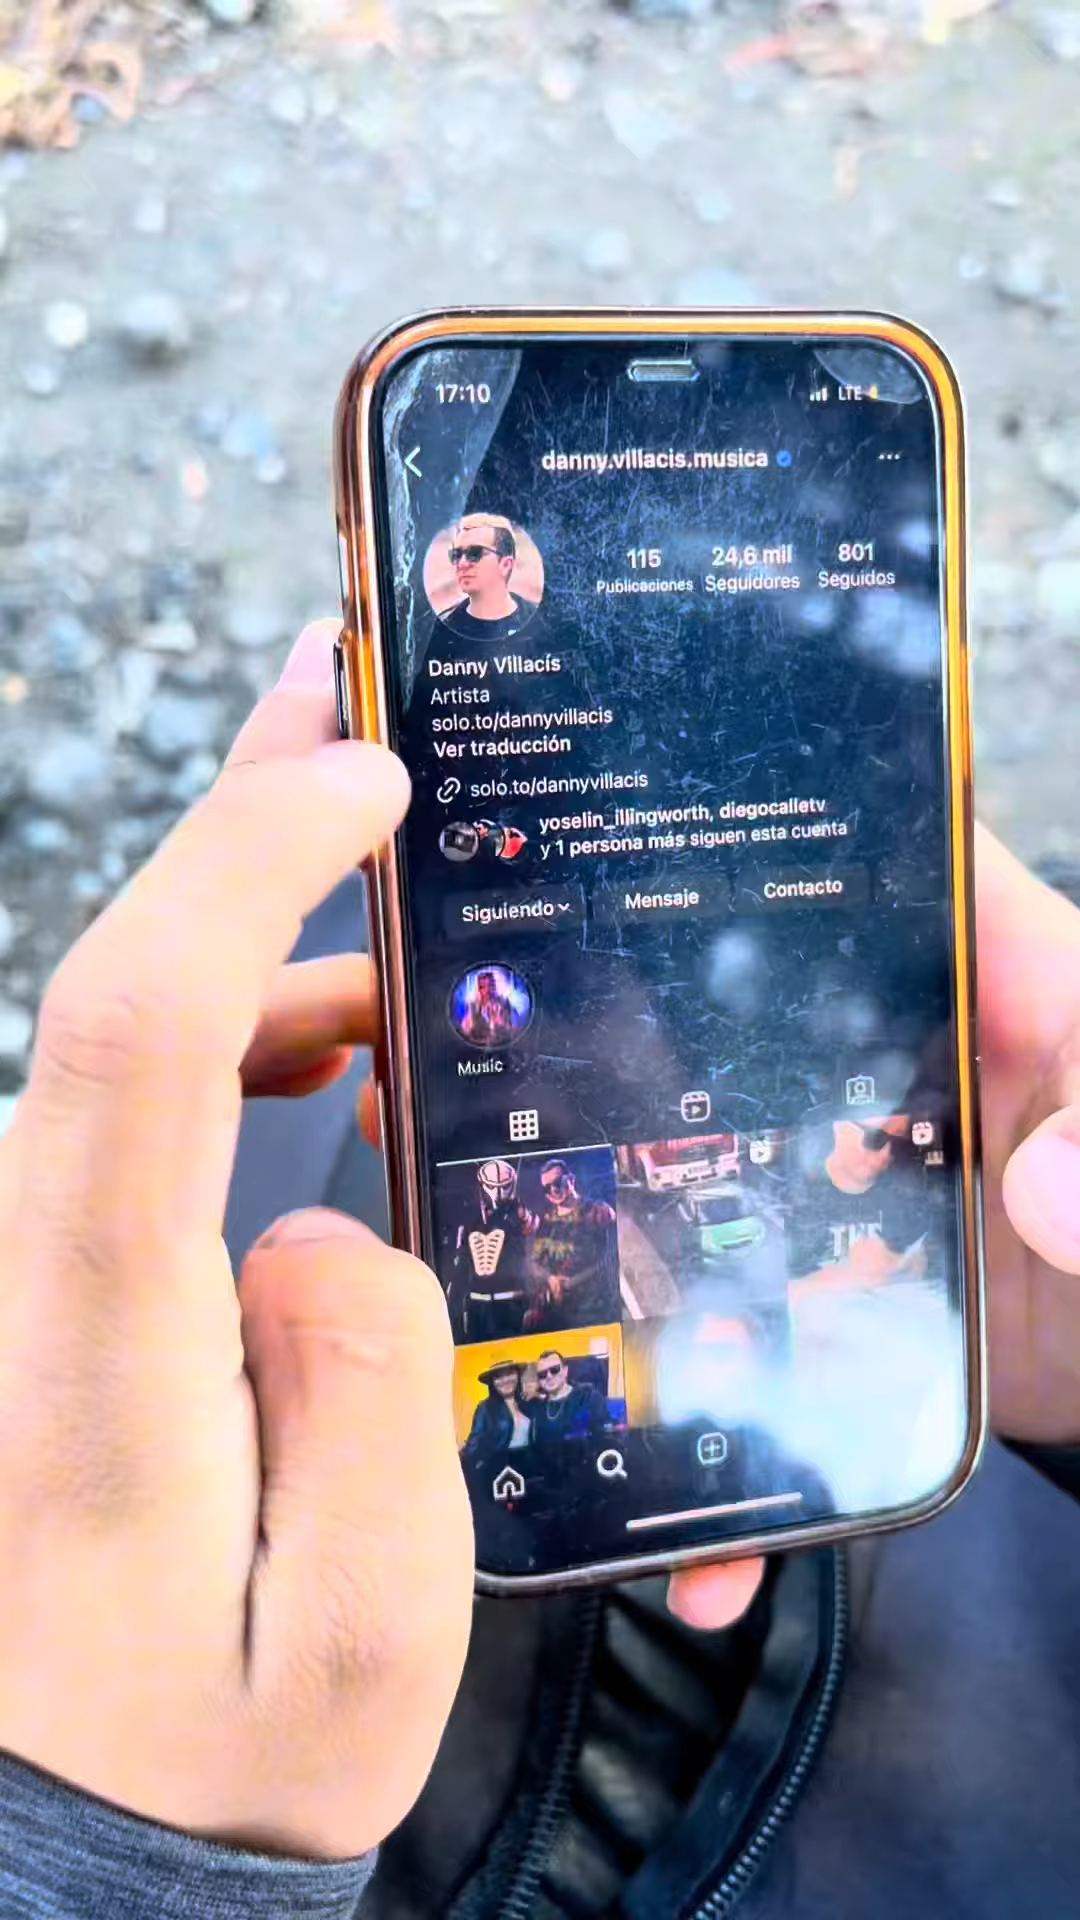 17:10
LTE
danny.vIllacis.musica
115
24,6 mil
801
Publicaciones
Seguidores
Seguidos
Danny Villacís
Artista
solo.to/dannyvillacis
Ver traducción
solo.to/dannyvillacis
yoselin_illingworth, diegocalletv
y 1 persona más siguen esta cuenta
Siguiendo
Mensaje
Contacto
Music
THE